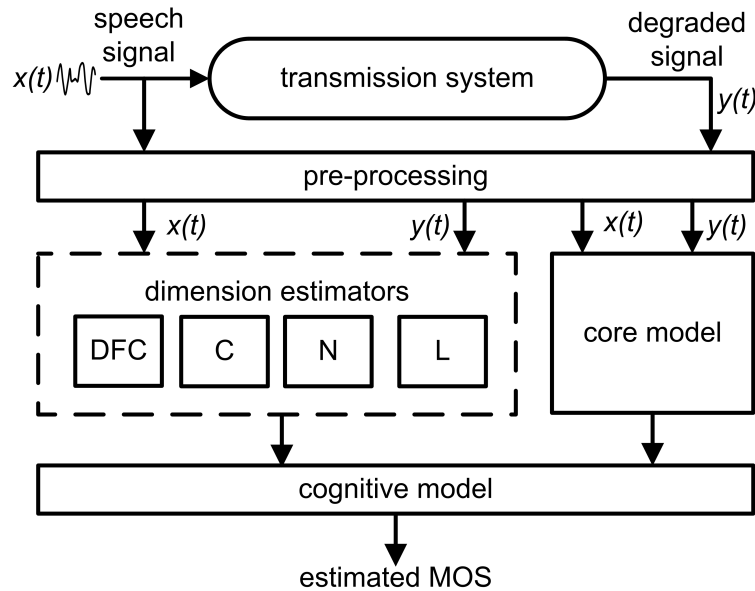 speech
signal
degraded
signal
x(t)
transmission system
y(t)
pre-processing
x(t)
y(t)
x(t)
y(t)
dimension estimators
DFC
C
N
L
core model
cognitive model
estimated MOS